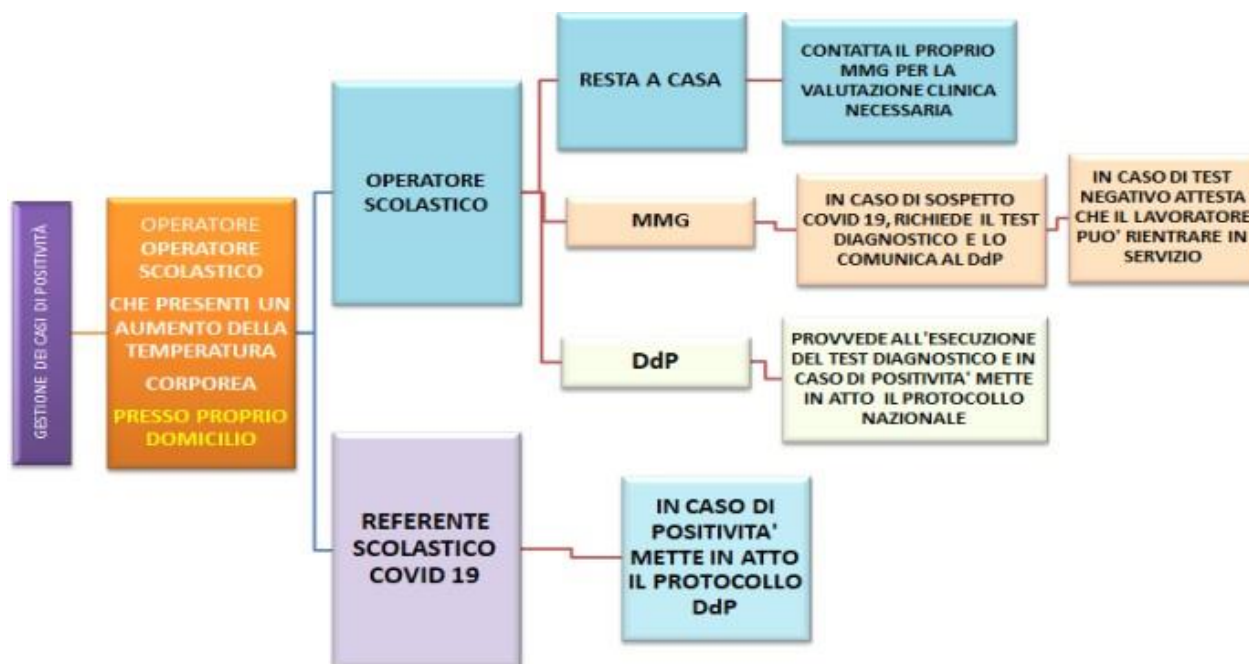 GESTIONE DEI CASI DI POSITIVITÀ
OPERATORE
OPERATORE
SCOLASTICO
CHE PRESENTI UN
AUMENTO DELLA
TEMPERATURA
CORPOREA
PRESSO PROPRIO
DOMICILIO
OPERATORE
SCOLASTICO
RESTA A CASA
CONTATTA IL PROPRIO
MMG PER LA
VALUTAZIONE CLINICA
NECESSARIA
MMG
IN CASO DI SOSPETTO
COVID 19, RICHIEDE IL TEST
DIAGNOSTICO E LO
COMUNICA AL DdP
IN CASO DI TEST
NEGATIVO ATTESTA
CHE IL LAVORATORE
PUO' RIENTRARE IN
SERVIZIO
DdP
PROVVEDE ALL'ESECUZIONE
DEL TEST DIAGNOSTICO E IN
CASO DI POSITIVITA' METTE
IN ATTO IL PROTOCOLLO
NAZIONALE
REFERENTE
SCOLASTICO
COVID 19
IN CASO DI
POSITIVITA'
METTE IN ATTO
IL PROTOCOLLO
DdP